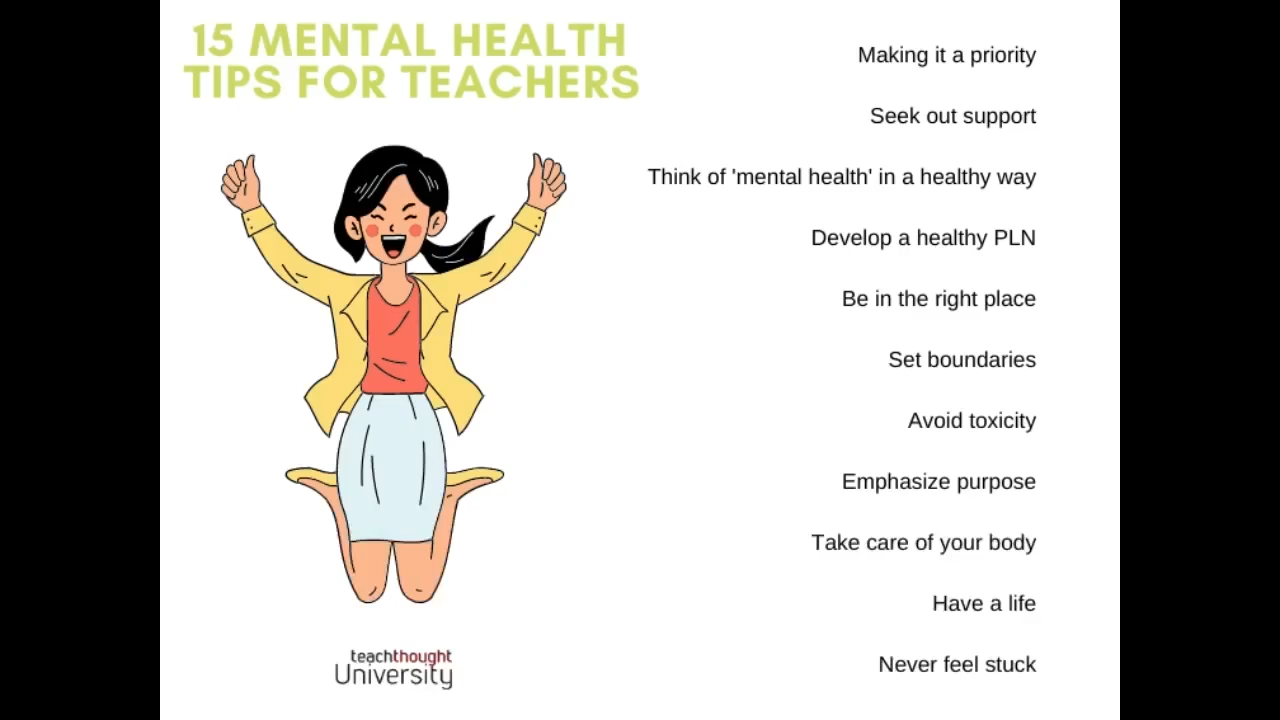 15 MENTAL HEALTH
TIPS FOR TEACHERS
Making it a priority
Seek out support
Think of 'mental health' in a healthy way
Develop a healthy PLN
Be in the right place
Set boundaries
Avoid toxicity
Emphasize purpose
Take care of your body
Have a life
Never feel stuck
teachthought
University